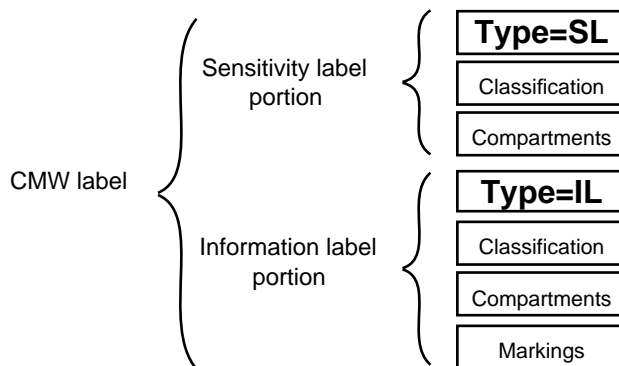 CMW label
Sensitivity label
portion
Type=SL
Classification
Compartments
Information label
portion
Type=IL
Classification
Compartments
Markings